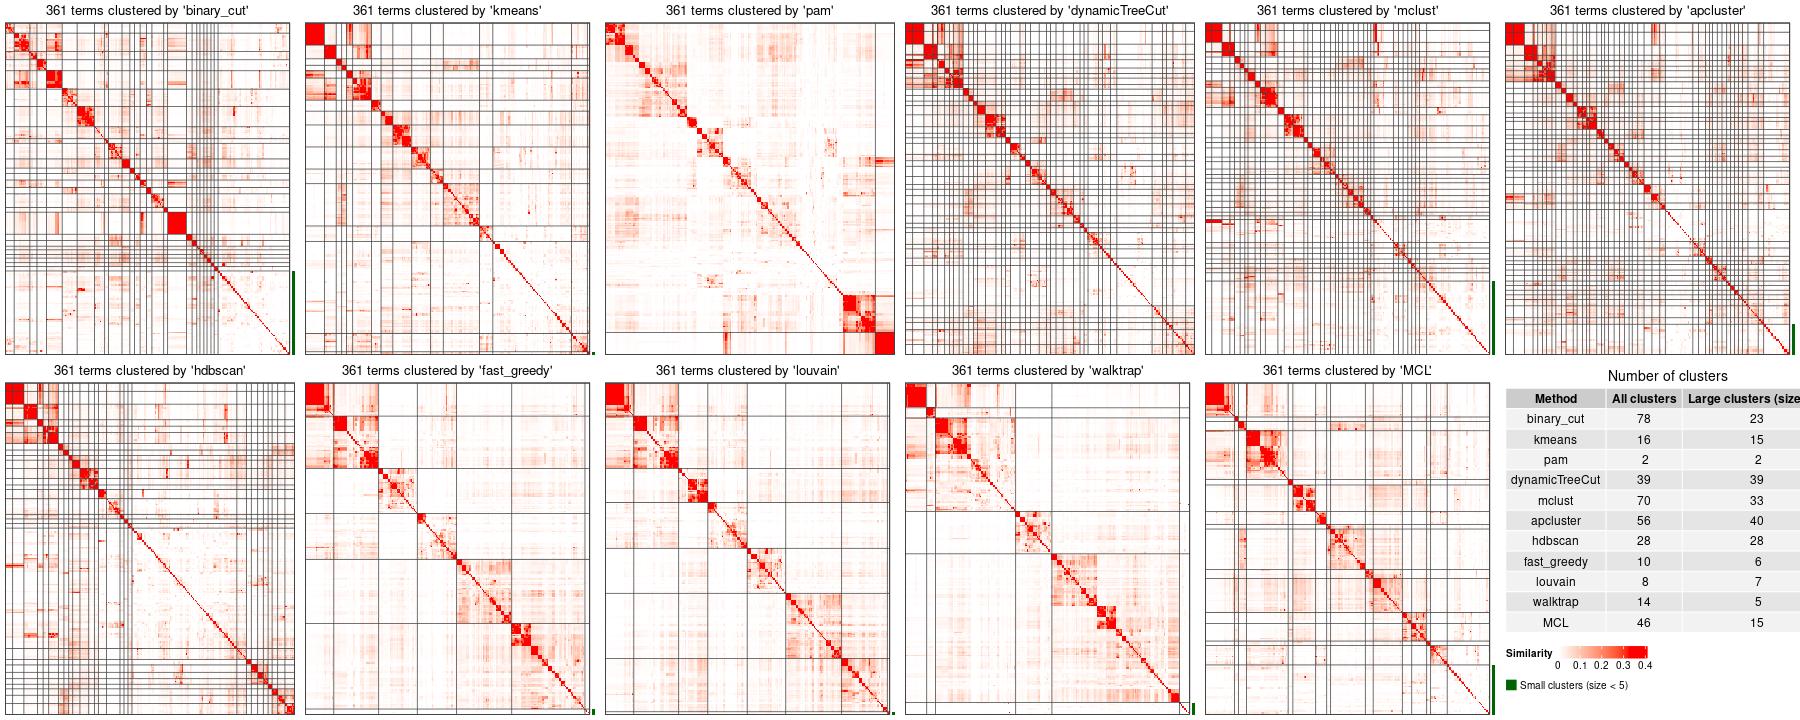 361 terms clustered by 'binary_cut'
361 terms clustered by 'kmeans'
361 terms clustered by 'pam'
361 terms clustered by 'dynamicTreeCut'
361 terms clustered by 'mclust'
361 terms clustered by 'apcluster'
361 terms clustered by 'hdbscan'
361 terms clustered by 'fast_greedy'
361 terms clustered by 'louvain'
361 terms clustered by 'walktrap'
361 terms clustered by 'MCL'
Number of clusters
Method All clusters Large clusters (size
binary_cut 78 23
kmeans 16 15
pam 2 2
dynamicTreeCut 39 39
mclust 70 33
apcluster 56 40
hdbscan 28 28
fast_greedy 10 6
louvain 8 7
walktrap 14 5
MCL 46 15
Similarity
0 0.1 0.2 0.3 0.4
Small clusters (size < 5)